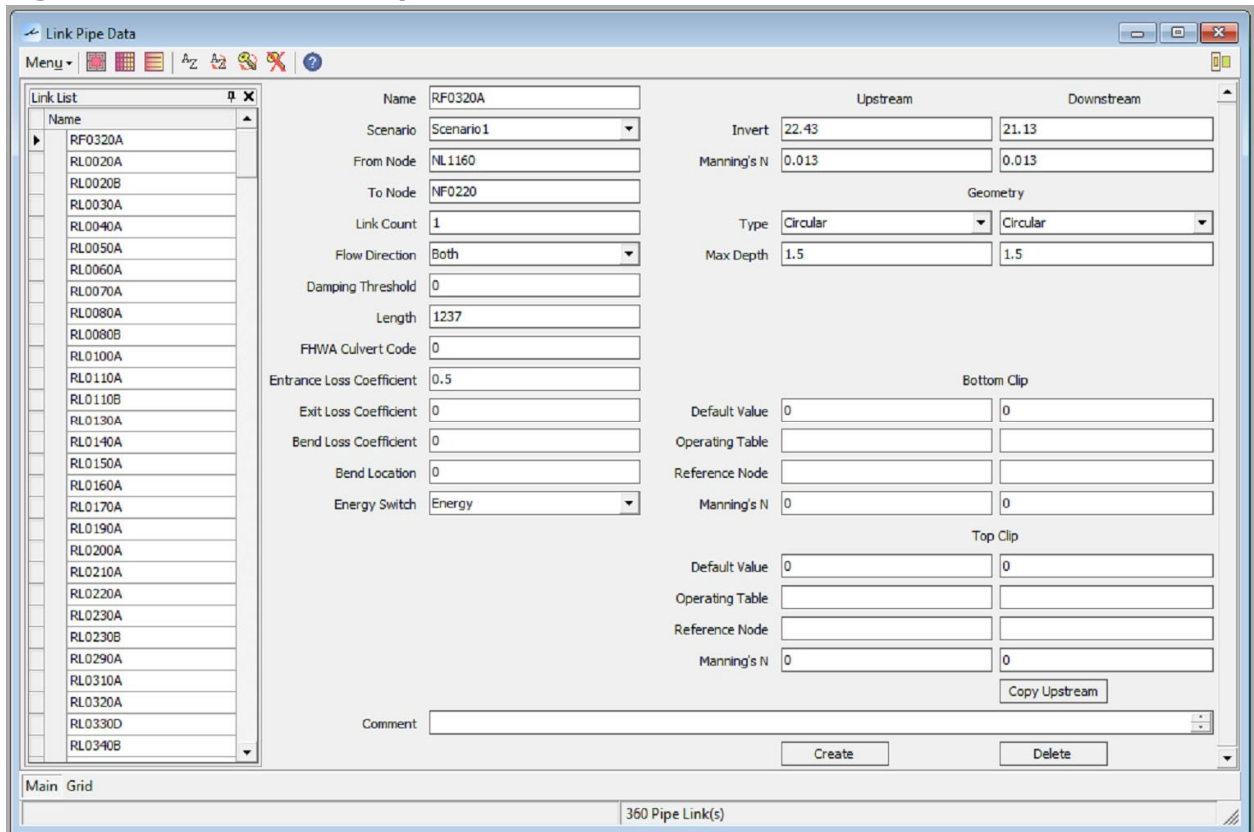 Link Pipe Data
Menu
Link List
Name
RF0320A
RL0020A
RL0020B
RL0030A
RL0040A
RL0050A
RL0060A
RL0070A
RL0080A
RL0080B
RL0100A
RL0110A
RL0110B
RL0130A
RL0140A
RL0150A
RL0160A
RL0170A
RL0190A
RL0200A
RL0210A
RL0220A
RL0230A
RL0230B
RL0290A
RL0310A
RL0320A
RL0330D
RL0340B
Name RF0320A
Scenario Scenario1
From Node NL1160
To Node NF0220
Link Count 1
Flow Direction Both
Damping Threshold 0
Length 1237
FHWA Culvert Code 0
Entrance Loss Coefficient 0.5
Exit Loss Coefficient 0
Bend Loss Coefficient 0
Bend Location 0
Energy Switch Energy
Upstream Downstream
Invert 22.43 21.13
Manning's N 0.013 0.013
Geometry
Type Circular Circular
Max Depth 1.5 1.5
Bottom Clip
Default Value 0 0
Operating Table
Reference Node
Manning's N 0 0
Top Clip
Default Value 0 0
Operating Table
Reference Node
Manning's N 0 0
Copy Upstream
Comment
Create Delete
Main Grid
360 Pipe Link(s)